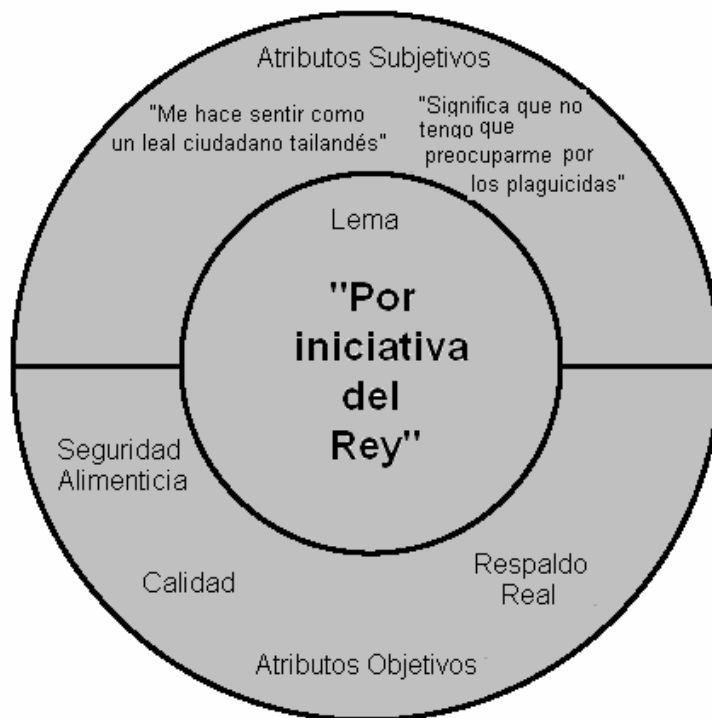 Atributos Subjetivos
"Me hace sentir como
un leal ciudadano tailandés"
"Significa que no
tengo que
preocuparme por
los plaguicidas"
Lema
"Por
iniciativa
del
Rey"
Seguridad
Alimenticia
Calidad
Respaldo
Real
Atributos Objetivos